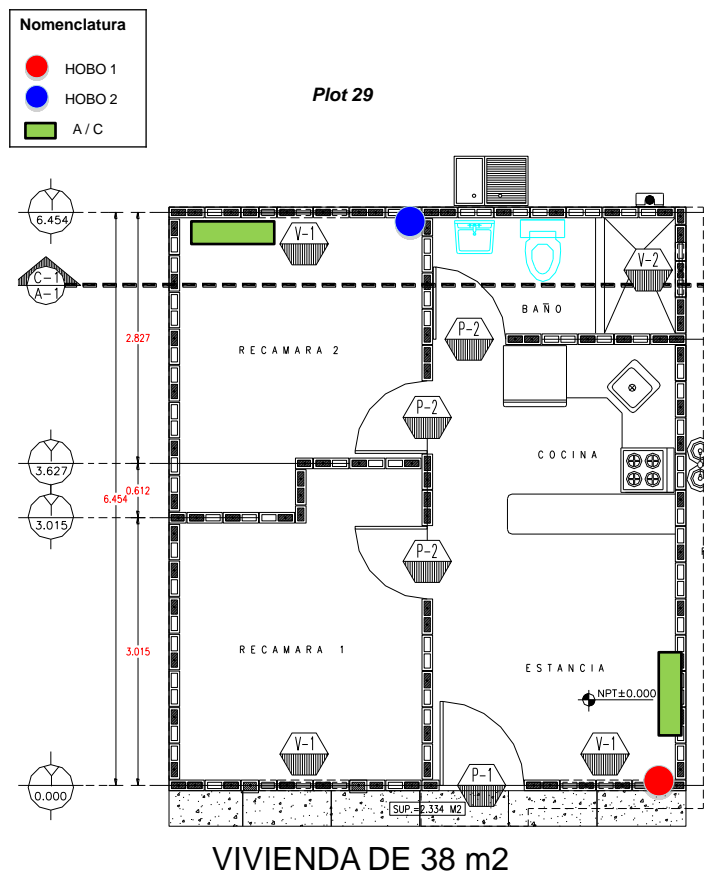 Nomenclatura
HOBO 1
HOBO 2
A / C
Plot 29
6.454
V-1
C-1
A-1
V-2
BAÑO
2.827
P-2
RECAMARA 2
P-2
COCINA
3.627
0.612
6.454
3.015
P-2
RECAMARA 1
3.015
ESTANCIA
NPT±0.000
V-1
V-1
P-1
0.000
SUP.=2.334 M2
VIVIENDA DE 38 m2